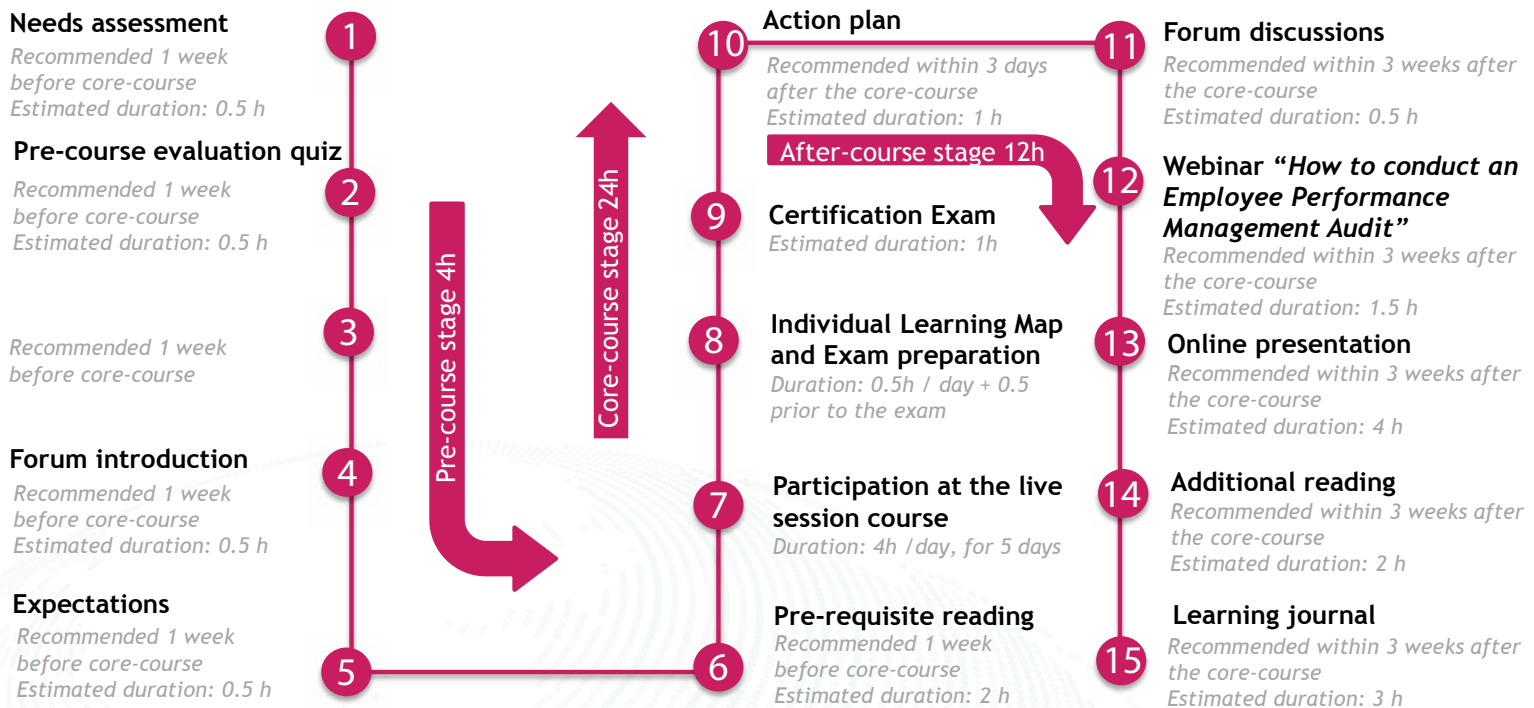 Needs assessment
1
Recommended 1 week
before core-course
Estimated duration: 0.5 h
Pre-course evaluation quiz
2
Recommended 1 week
before core-course
Estimated duration: 0.5 h
3
Recommended 1 week
before core-course
Forum introduction
4
Recommended 1 week
before core-course
Estimated duration: 0.5 h
Expectations
5
Recommended 1 week
before core-course
Estimated duration: 0.5 h
Pre-course stage 4h
Core-course stage 24h
Pre-requisite reading
6
Recommended 1 week
before core-course
Estimated duration: 2 h
7
Participation at the live
session course
Duration: 4h /day, for 5 days
8
Individual Learning Map
and Exam preparation
Duration: 0.5h / day + 0.5
prior to the exam
9
Certification Exam
Estimated duration: 1h
10
Action plan
Recommended within 3 days
after the core-course
Estimated duration: 1 h
After-course stage 12h
11
Forum discussions
Recommended within 3 weeks after
the core-course
Estimated duration: 0.5 h
12
Webinar “How to conduct an
Employee Performance
Management Audit”
Recommended within 3 weeks after
the core-course
Estimated duration: 1.5 h
13
Online presentation
Recommended within 3 weeks after
the core-course
Estimated duration: 4 h
14
Additional reading
Recommended within 3 weeks after
the core-course
Estimated duration: 2 h
15
Learning journal
Recommended within 3 weeks after
the core-course
Estimated duration: 3 h